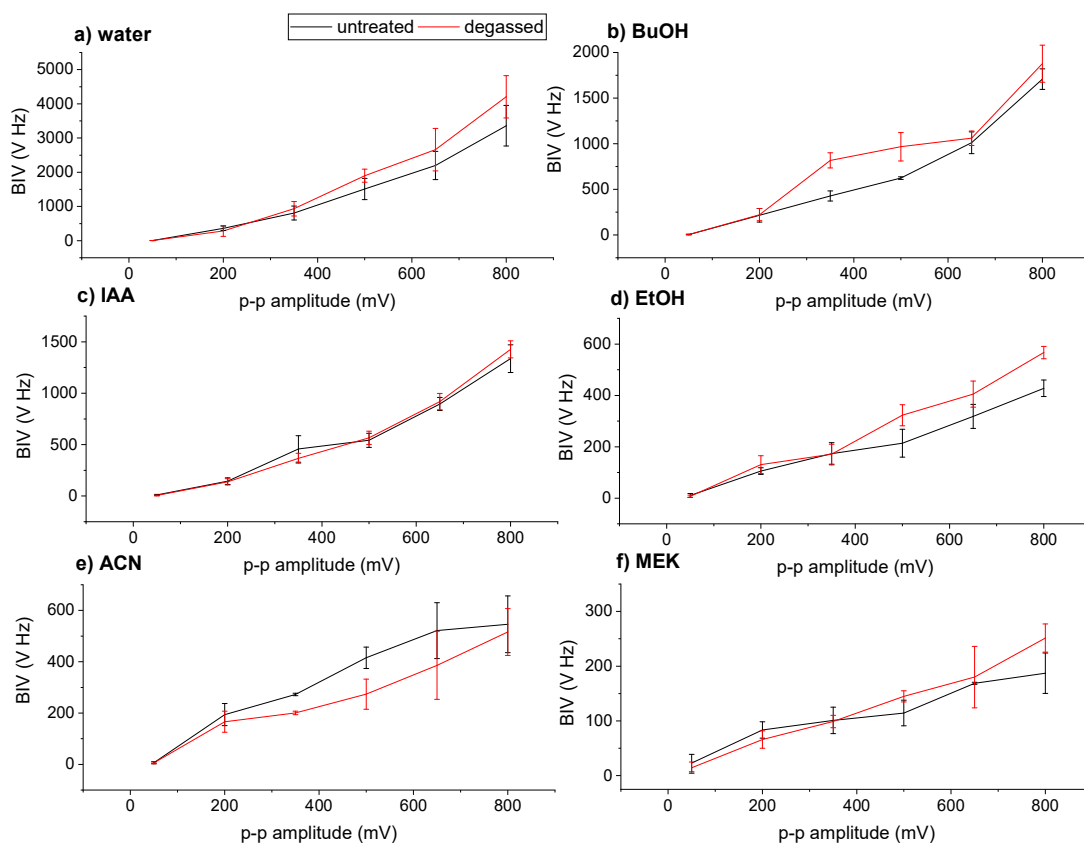 untreated degassed
a) water
BIV (V Hz)
5000
4000
3000
2000
1000
0
0 200 400 600 800
p-p amplitude (mV)
b) BuOH
BIV (V Hz)
2000
1500
1000
500
0
0 200 400 600 800
p-p amplitude (mV)
c) IAA
BIV (V Hz)
1500
1000
500
0
0 200 400 600 800
p-p amplitude (mV)
d) EtOH
BIV (V Hz)
600
400
200
0
0 200 400 600 800
p-p amplitude (mV)
e) ACN
BIV (V Hz)
600
400
200
0
0 200 400 600 800
p-p amplitude (mV)
f) MEK
BIV (V Hz)
300
200
100
0
0 200 400 600 800
p-p amplitude (mV)